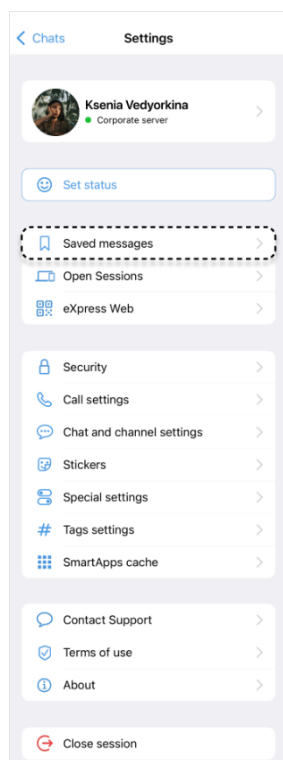 Chats
Settings
Ksenia Vedyorkina
Corporate server
Set status
Saved messages
Open Sessions
eXpress Web
Security
Call settings
Chat and channel settings
Stickers
Special settings
Tags settings
SmartApps cache
Contact Support
Terms of use
About
Close session